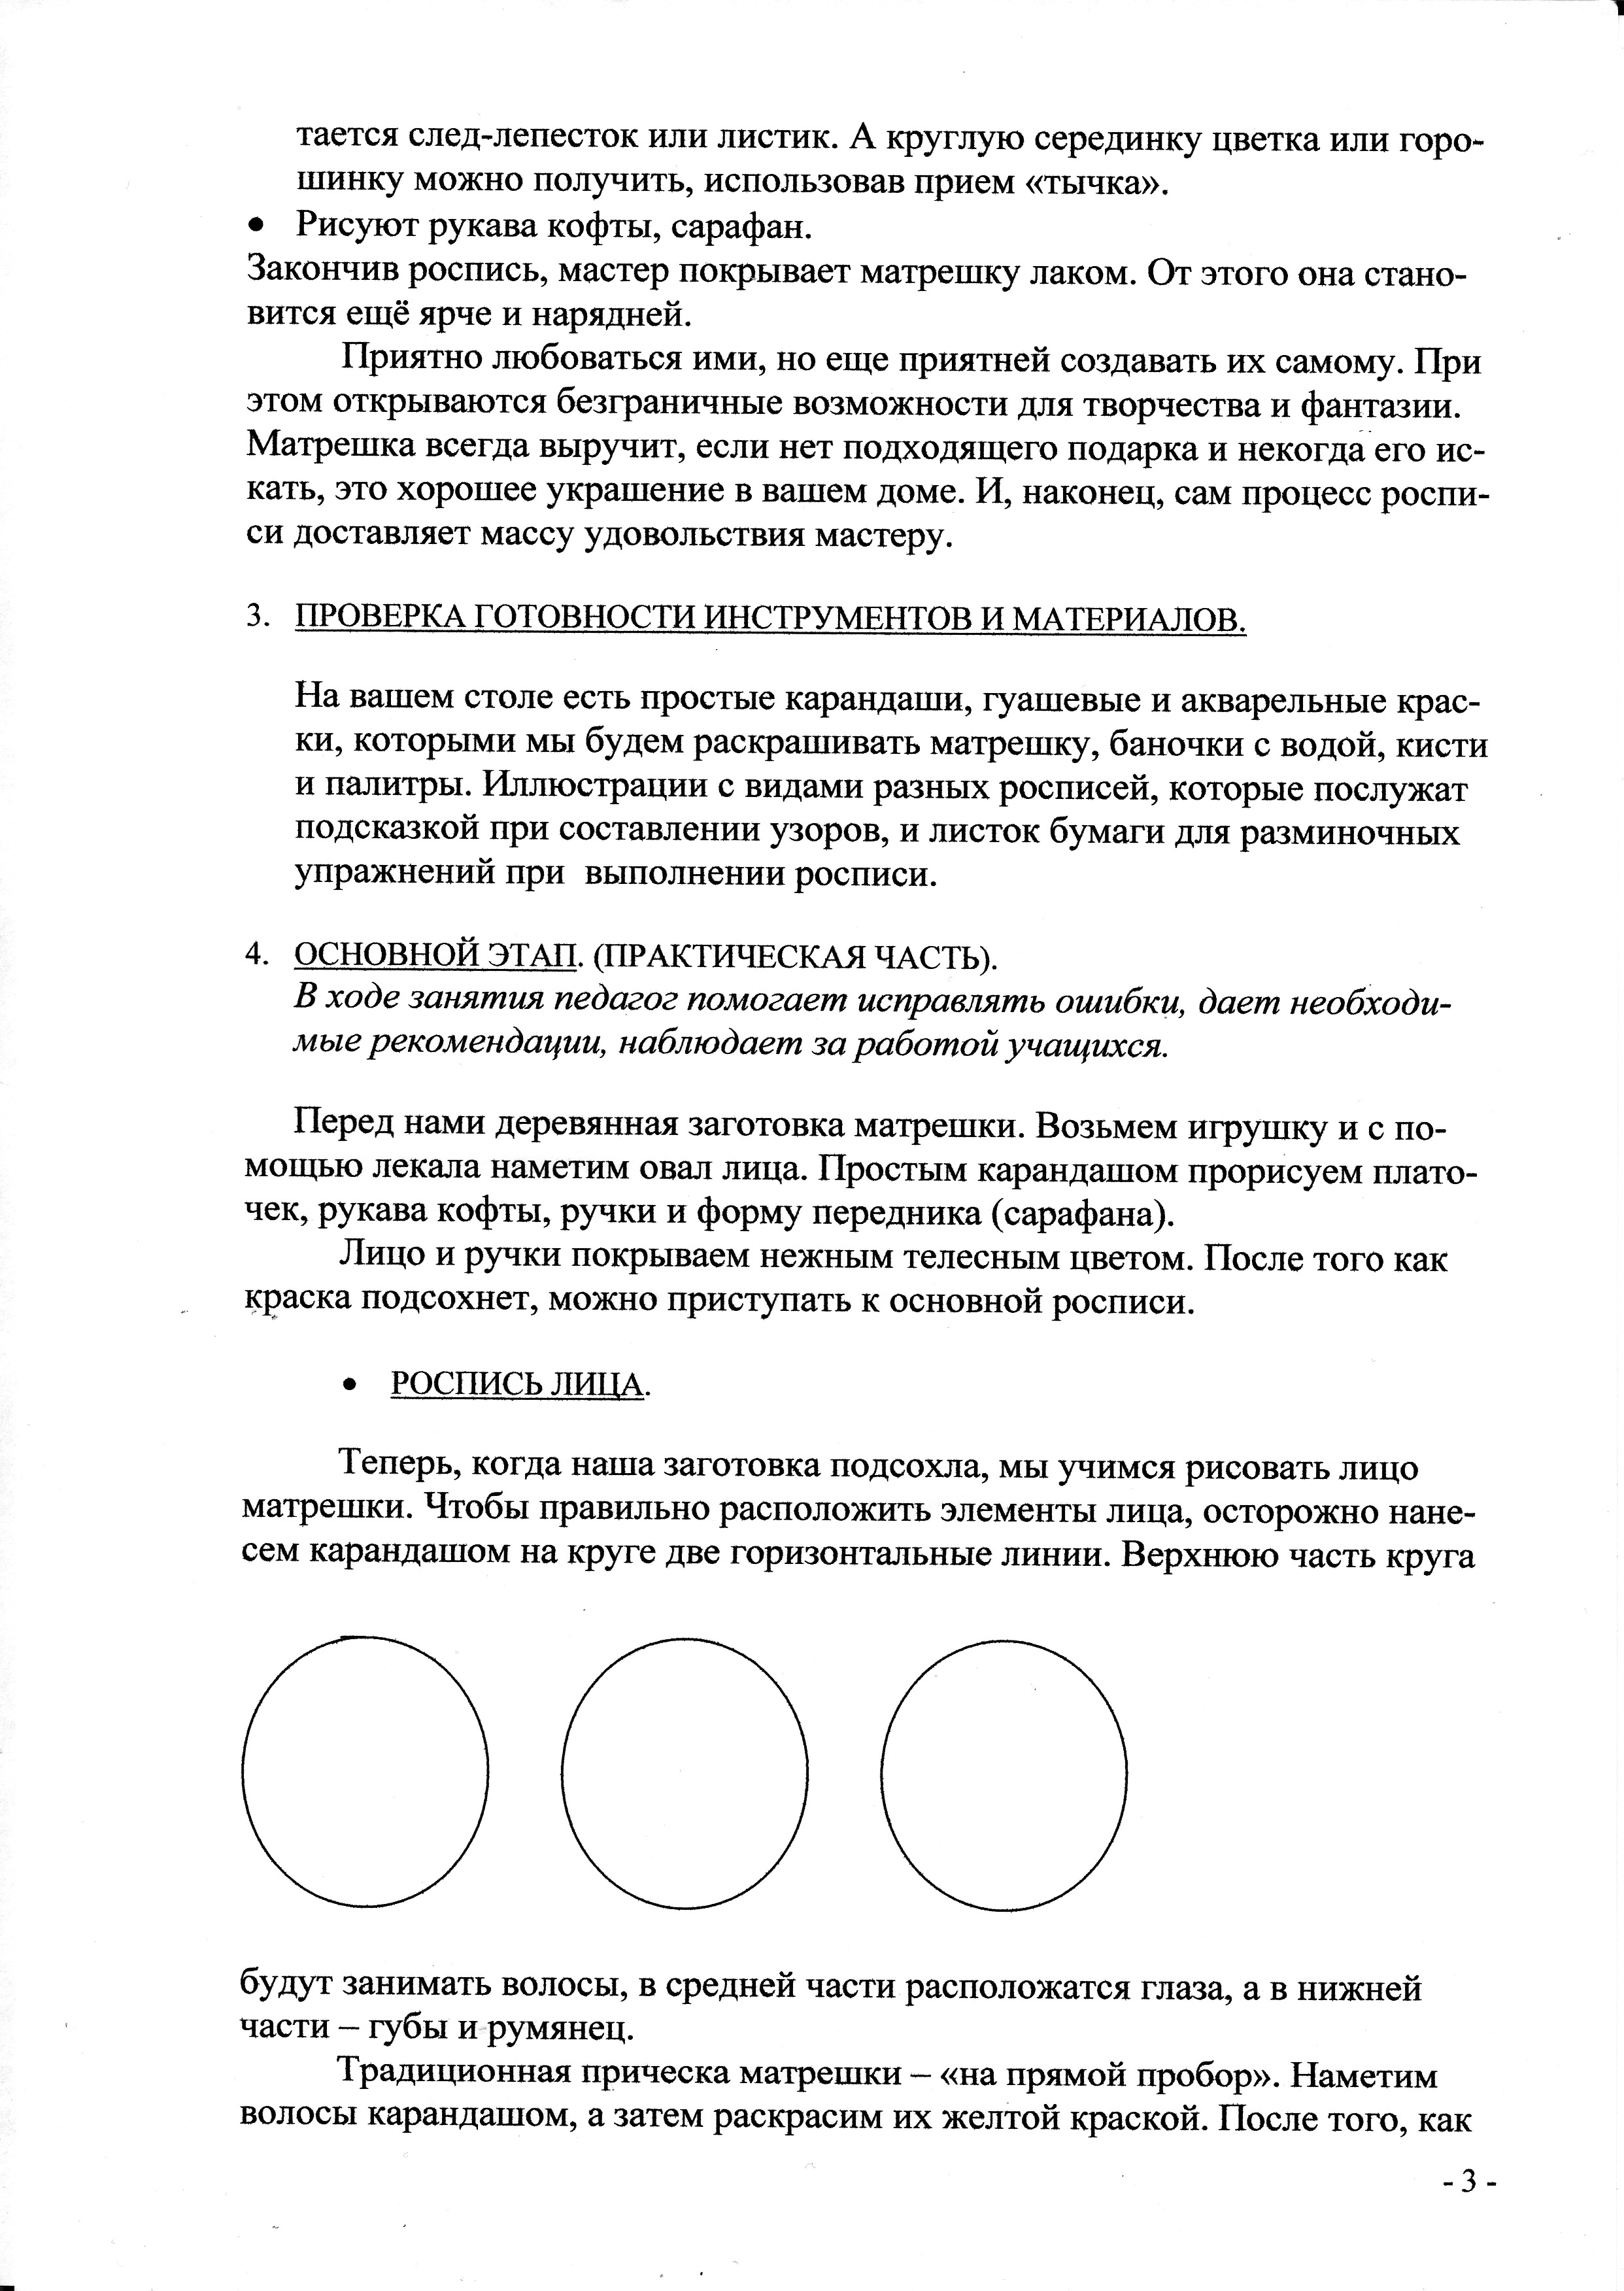 тается след-лепесток или листик. А круглую серединку цветка или горо-
шинку можно получить, использовав прием «тычка».
• Рисуют рукава кофты, сарафан.
Закончив роспись, мастер покрывает матрешку лаком. От этого она стано-
вится ещё ярче и нарядней.
Приятно любоваться ими, но еще приятней создавать их самому. При
этом открываются безграничные возможности для творчества и фантазии.
Матрешка всегда выручит, если нет подходящего подарка и некогда его ис-
кать, это хорошее украшение в вашем доме. И, наконец, сам процесс роспи-
си доставляет массу удовольствия мастеру.
3. ПРОВЕРКА ГОТОВНОСТИ ИНСТРУМЕНТОВ И МАТЕРИАЛОВ.
На вашем столе есть простые карандаши, гуашевые и акварельные крас-
ки, которыми мы будем раскрашивать матрешку, баночки с водой, кисти
и палитры. Иллюстрации с видами разных росписей, которые послужат
подсказкой при составлении узоров, и листок бумаги для разминочных
упражнений при  выполнении росписи.
4. ОСНОВНОЙ ЭТАП. (ПРАКТИЧЕСКАЯ ЧАСТЬ).
В ходе занятия педагог помогает исправлять ошибки, дает необходи-
мые рекомендации, наблюдает за работой учащихся.
Перед нами деревянная заготовка матрешки. Возьмем игрушку и с по-
мощью лекала наметим овал лица. Простым карандашом прорисуем плато-
чек, рукава кофты, ручки и форму передника (сарафана).
Лицо и ручки покрываем нежным телесным цветом. После того как
краска подсохнет, можно приступать к основной росписи.
• РОСПИСЬ ЛИЦА.
Теперь, когда наша заготовка подсохла, мы учимся рисовать лицо
матрешки. Чтобы правильно расположить элементы лица, осторожно нане-
сем карандашом на круге две горизонтальные линии. Верхнюю часть круга
будут занимать волосы, в средней части расположатся глаза, а в нижней
части – губы и румянец.
Традиционная прическа матрешки – «на прямой пробор». Наметим
волосы карандашом, а затем раскрасим их желтой краской. После того, как
- 3 -